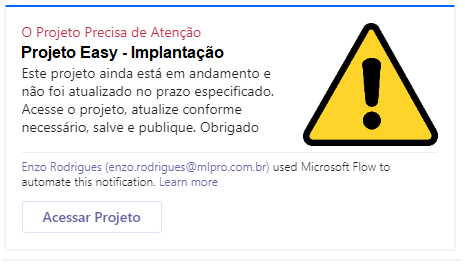 O Projeto Precisa de Atenção
Projeto Easy - Implantação
Este projeto ainda está em andamento e
não foi atualizado no prazo especificado.
Acesse o projeto, atualize conforme
necessário, salve e publique. Obrigado
Enzo Rodrigues (enzo.rodrigues@mlpro.com.br) used Microsoft Flow to
automate this notification. Learn more
Acessar Projeto